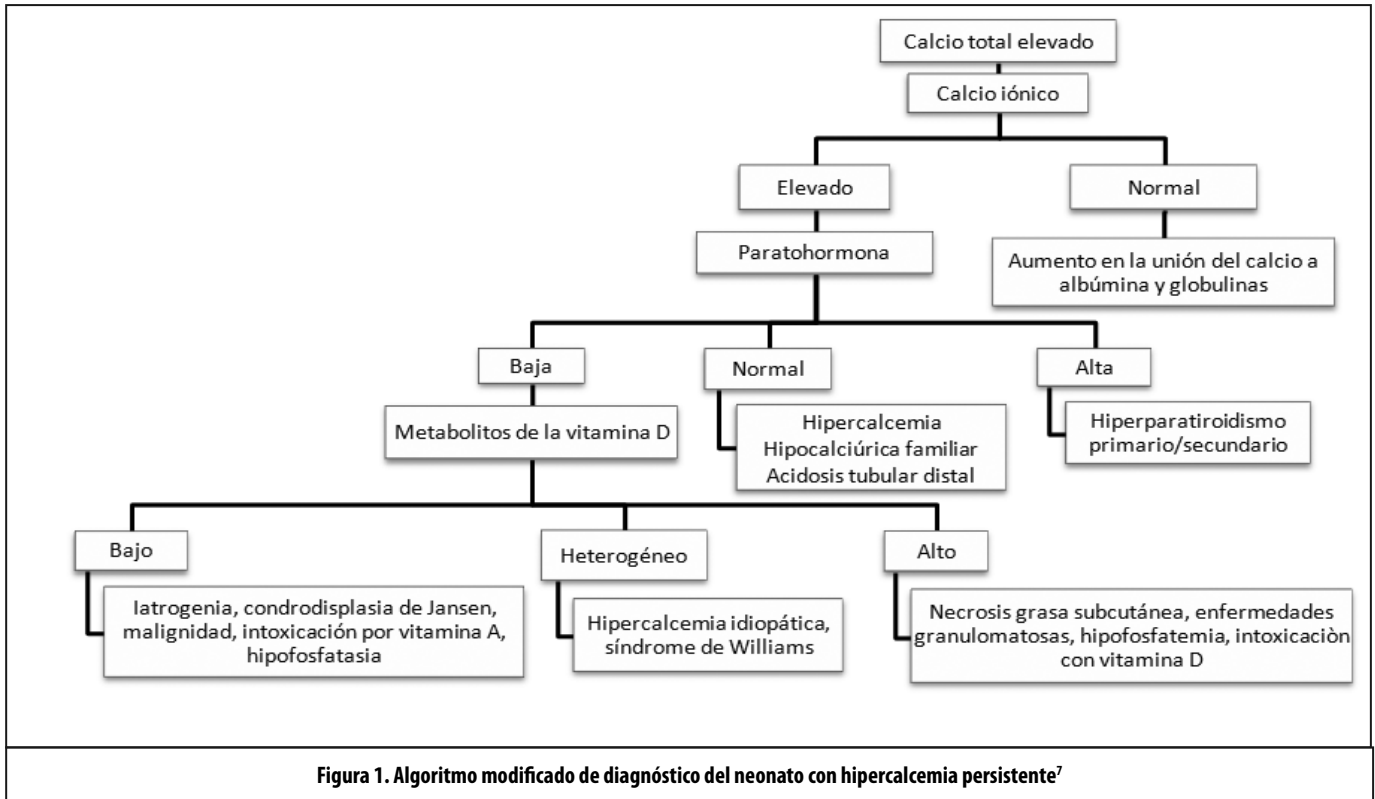 Calcio total elevado
Calcio iónico
Elevado
Normal
Paratohormona
Aumento en la unión del calcio a
albúmina y globulinas
Baja
Normal
Alta
Metabolitos de la vitamina D
Hipercalcemia
Hipocalciúrica familiar
Acidosis tubular distal
Hiperparatiroidismo
primario/secundario
Bajo
Heterogéneo
Alto
Iatrogenia, condrodisplasia de Jansen,
malignidad, intoxicación por vitamina A,
hipofosfatasia
Hipercalcemia idiopática,
síndrome de Williams
Necrosis grasa subcutánea, enfermedades
granulomatosas, hipofosfatemia, intoxicaciòn
con vitamina D
Figura 1. Algoritmo modificado de diagnóstico del neonato con hipercalcemia persistente⁷